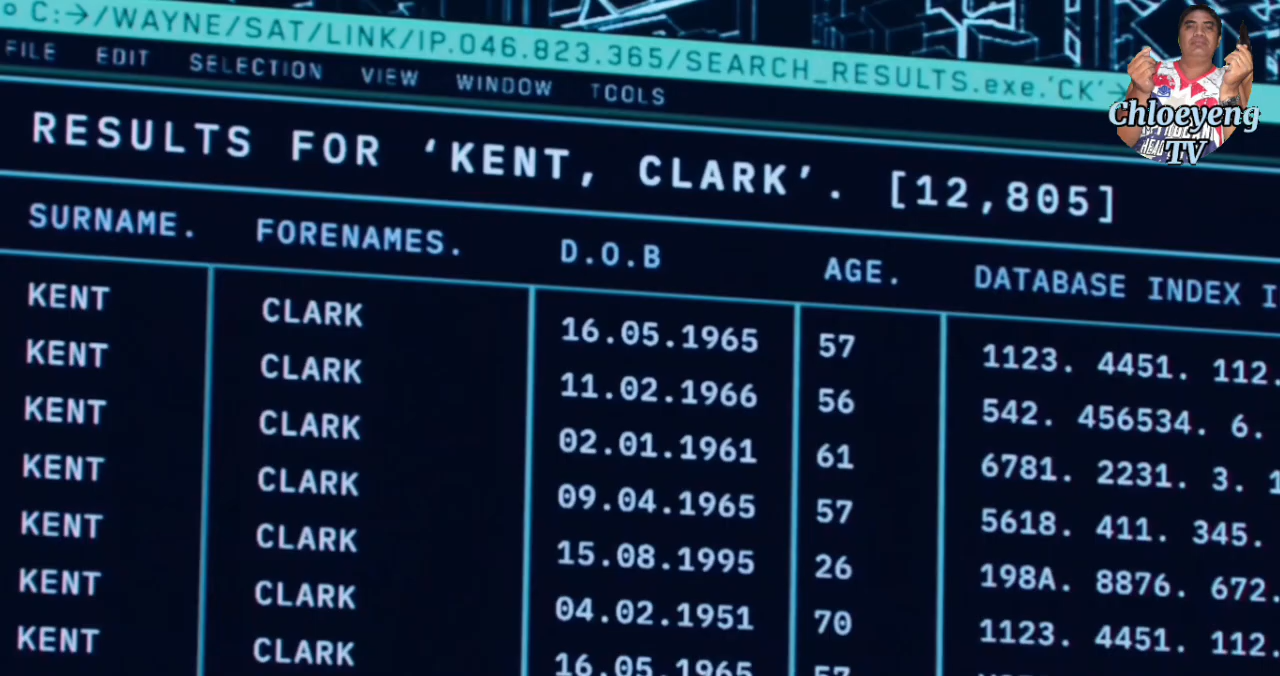 C:→/WAYNE/SAT/LINK/IP.046.823.365/SEARCH_RESULTS.exe.'CK'→
FILE EDIT SELECTION VIEW WINDOW TOOLS
RESULTS FOR ‘KENT, CLARK’. [12,805]
SURNAME. FORENAMES. D.O.B AGE. DATABASE INDEX
KENT CLARK 16.05.1965 57 1123. 4451. 112.
KENT CLARK 11.02.1966 56 542. 456534. 6.
KENT CLARK 02.01.1961 61 6781. 2231. 3.
KENT CLARK 09.04.1965 57 5618. 411. 345.
KENT CLARK 15.08.1995 26 198A. 8876. 672.
KENT CLARK 04.02.1951 70 1123. 4451. 112.
KENT CLARK 16.05.1965 57
Chloeyeng
TV